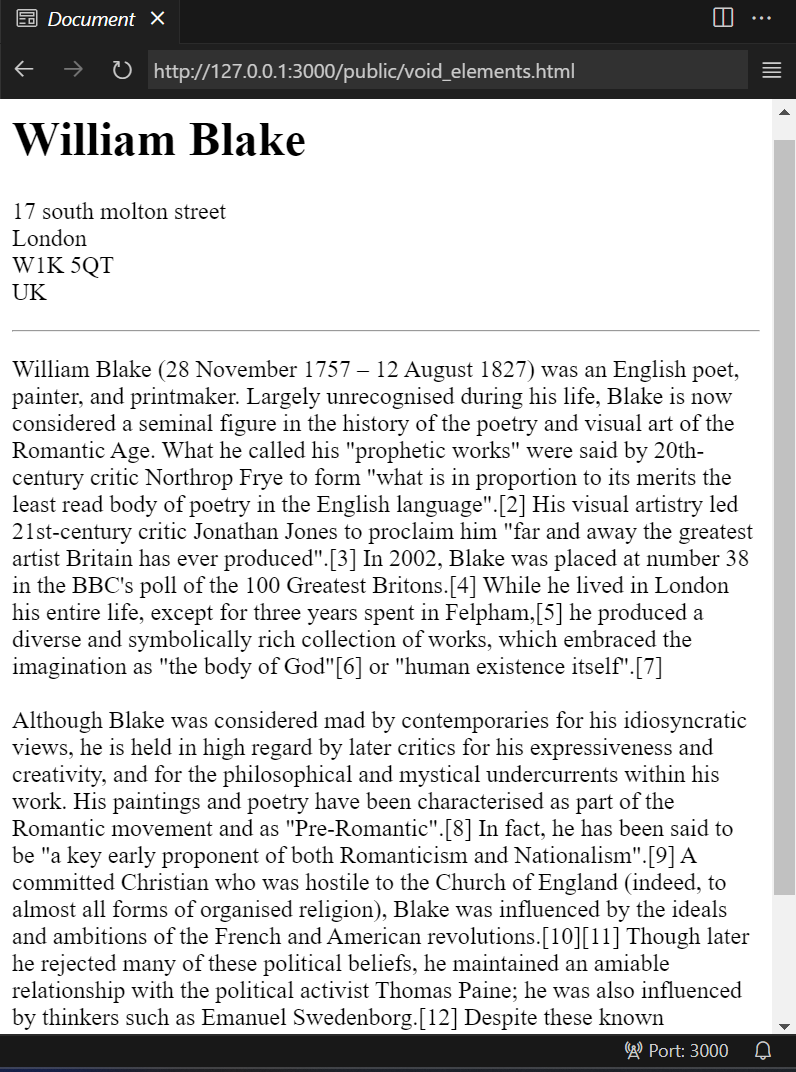 Document
http://127.0.0.1:3000/public/void_elements.html
William Blake
17 south molton street
London
W1K 5QT
UK
William Blake (28 November 1757 – 12 August 1827) was an English poet,
painter, and printmaker. Largely unrecognised during his life, Blake is now
considered a seminal figure in the history of the poetry and visual art of the
Romantic Age. What he called his "prophetic works" were said by 20th-
century critic Northrop Frye to form "what is in proportion to its merits the
least read body of poetry in the English language".[2] His visual artistry led
21st-century critic Jonathan Jones to proclaim him "far and away the greatest
artist Britain has ever produced".[3] In 2002, Blake was placed at number 38
in the BBC's poll of the 100 Greatest Britons.[4] While he lived in London
his entire life, except for three years spent in Felpham,[5] he produced a
diverse and symbolically rich collection of works, which embraced the
imagination as "the body of God"[6] or "human existence itself".[7]
Although Blake was considered mad by contemporaries for his idiosyncratic
views, he is held in high regard by later critics for his expressiveness and
creativity, and for the philosophical and mystical undercurrents within his
work. His paintings and poetry have been characterised as part of the
Romantic movement and as "Pre-Romantic".[8] In fact, he has been said to
be "a key early proponent of both Romanticism and Nationalism".[9] A
committed Christian who was hostile to the Church of England (indeed, to
almost all forms of organised religion), Blake was influenced by the ideals
and ambitions of the French and American revolutions.[10][11] Though later
he rejected many of these political beliefs, he maintained an amiable
relationship with the political activist Thomas Paine; he was also influenced
by thinkers such as Emanuel Swedenborg.[12] Despite these known
Port: 3000